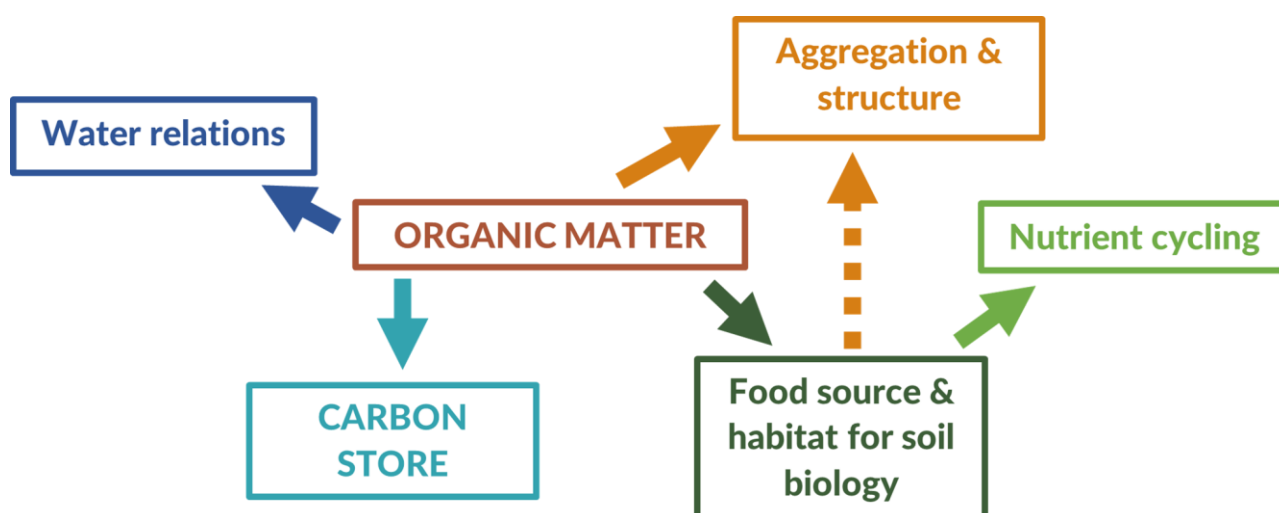 Aggregation &
structure
Water relations
ORGANIC MATTER
Nutrient cycling
CARBON
STORE
Food source &
habitat for soil
biology